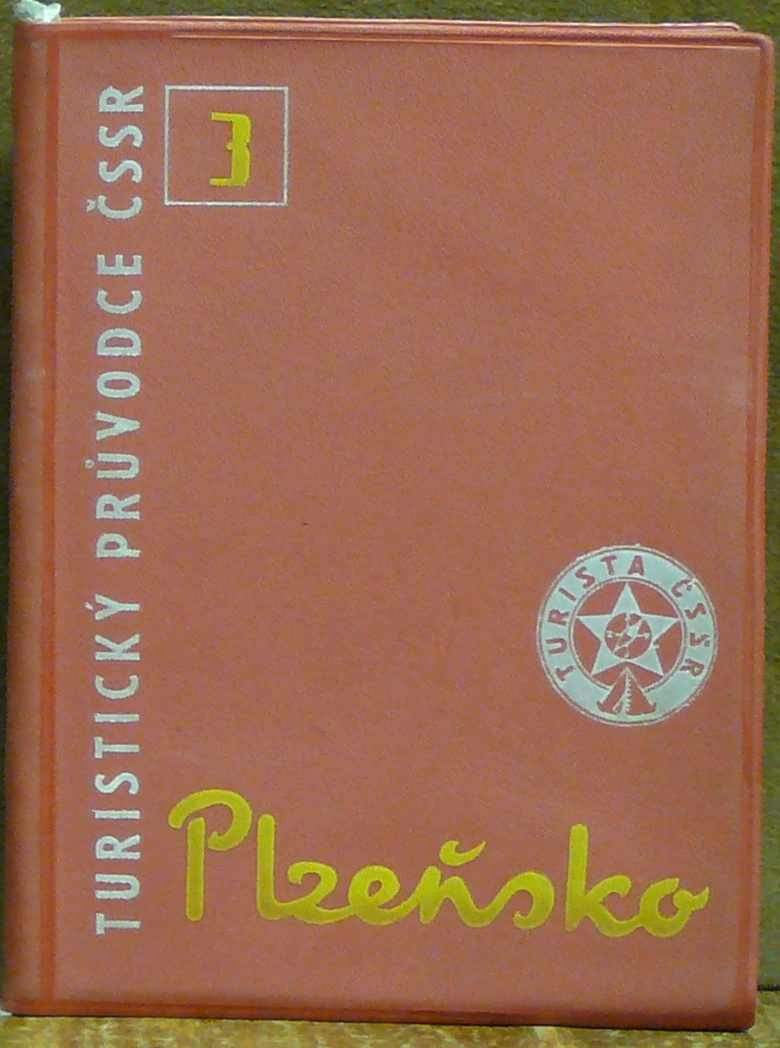 TURISTICKÝ PRŮVODCE ČSSR
3
TURISTA ČSSR
Plzeňsko